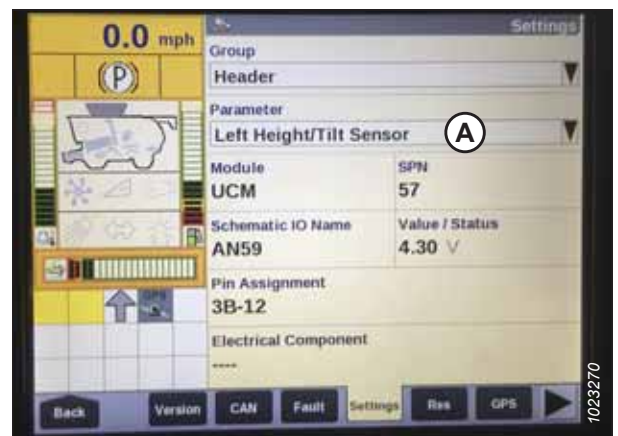 0.0 mph
(P)
Settings
Group
Header
Parameter
Left Height/Tilt Sensor
A
Module
UCM
SPN
57
Schematic IO Name
AN59
Value / Status
4.30 V
Pin Assignment
3B-12
Electrical Component
----
Back
Version
CAN
Fault
Settings
Res
GPS
1023270